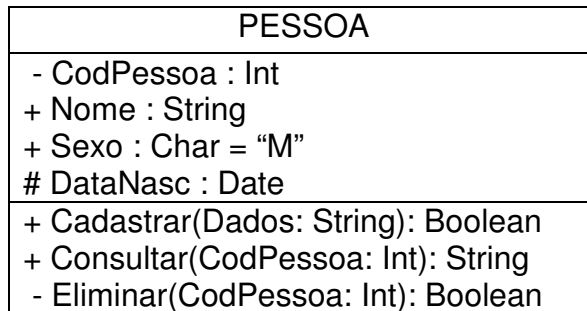 PESSOA
- CodPessoa : Int
+ Nome : String
+ Sexo : Char = “M”
# DataNasc : Date
+ Cadastrar(Dados: String): Boolean
+ Consultar(CodPessoa: Int): String
- Eliminar(CodPessoa: Int): Boolean